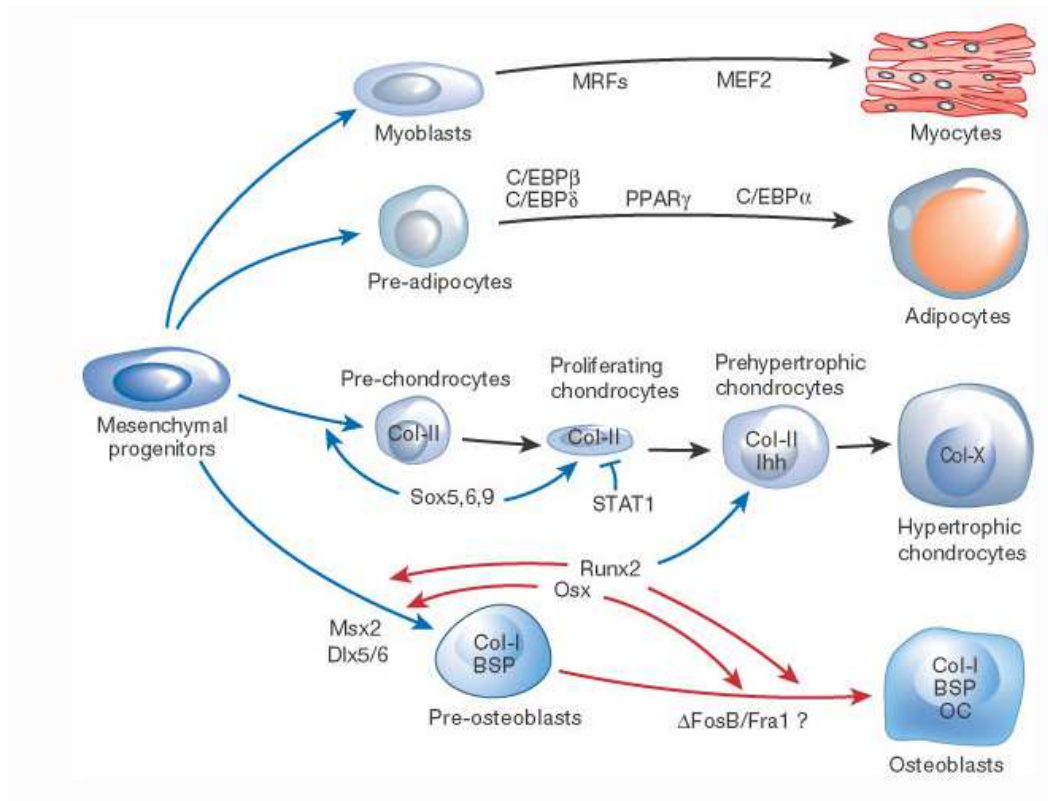 MRFs
MEF2
Myoblasts
Myocytes
C/EBPβ
C/EBPδ
PPARγ
C/EBPα
Pre-adipocytes
Adipocytes
Mesenchymal
progenitors
Pre-chondrocytes
Proliferating
chondrocytes
Prehypertrophic
chondrocytes
Col-II
Col-II
Col-II
Ihh
Col-X
Sox5,6,9
STAT1
Hypertrophic
chondrocytes
Runx2
Osx
Msx2
Dlx5/6
Col-I
BSP
Pre-osteoblasts
ΔFosB/Fra1 ?
Col-I
BSP
OC
Osteoblasts